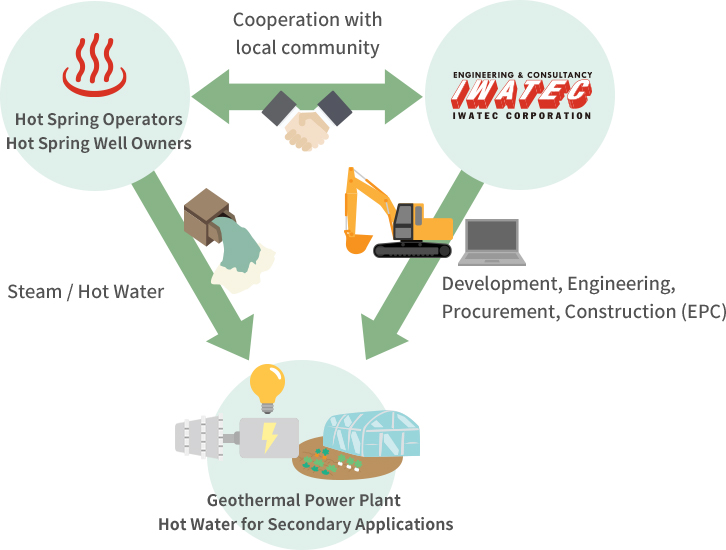 Cooperation with
local community
ENGINEERING & CONSULTANCY
IWATEC
IWATEC CORPORATION
Hot Spring Operators
Hot Spring Well Owners
Steam / Hot Water
Development, Engineering,
Procurement, Construction (EPC)
Geothermal Power Plant
Hot Water for Secondary Applications